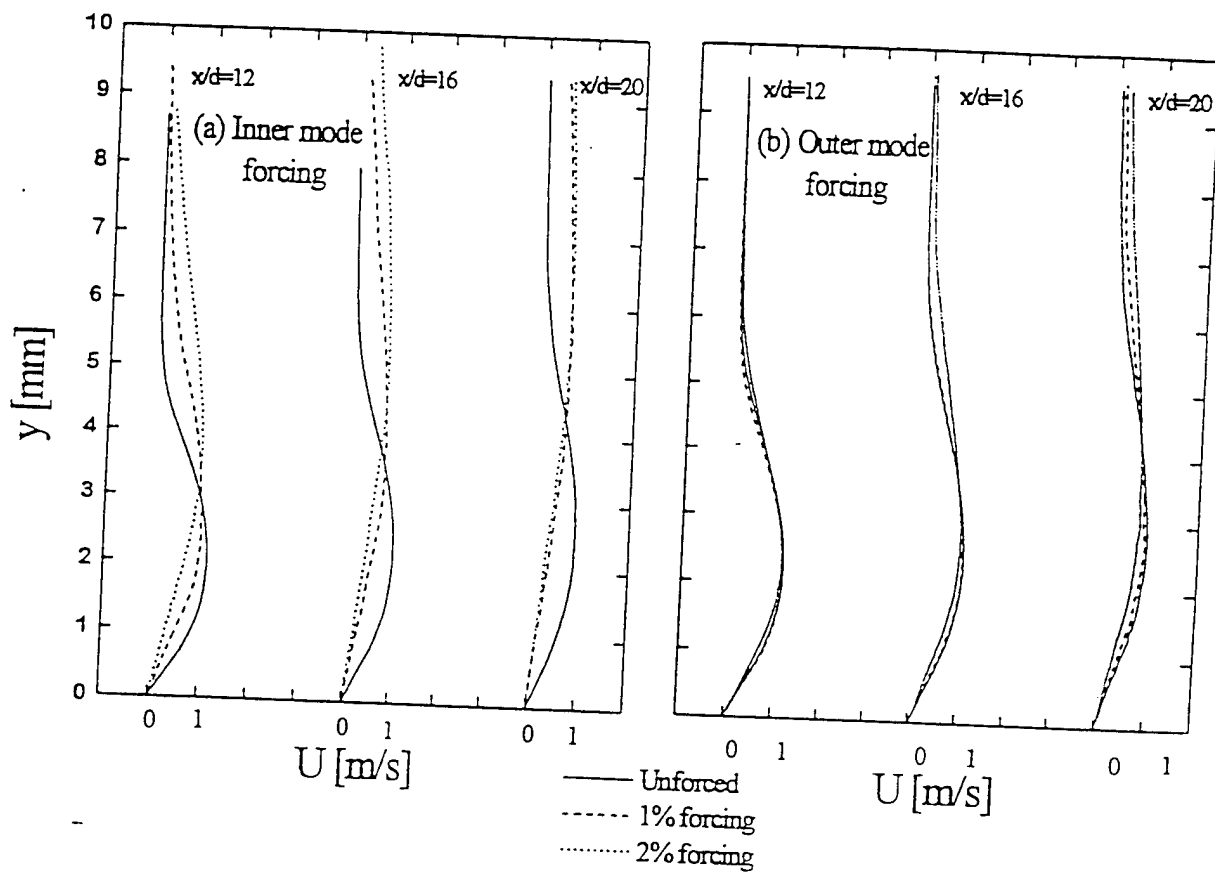 10
9
8
7
6
5
4
3
2
1
0
y [mm]
x/d=12
x/d=16
x/d=20
(a) Inner mode
forcing
0 1 0 1 0 1
U [m/s]
x/d=12
x/d=16
x/d=20
(b) Outer mode
forcing
0 1 0 1 0 1
U [m/s]
Unforced
1% forcing
2% forcing